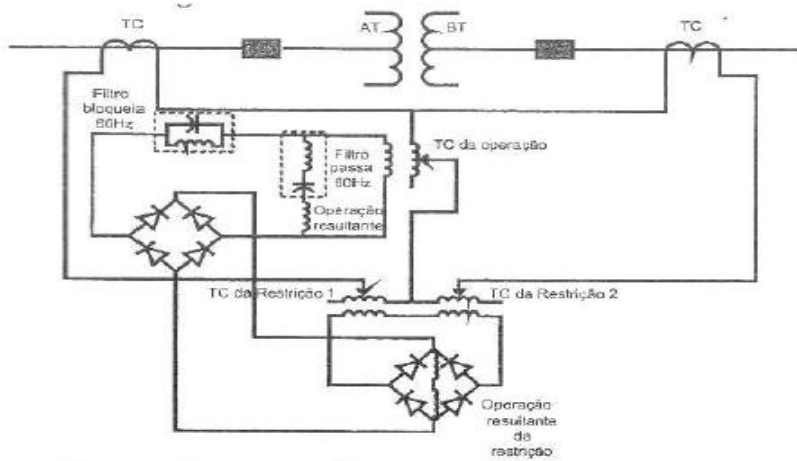 TC
AT
BT
TC
Filtro
bloqueia
60Hz
Filtro
passa
60Hz
TC da operação
Operação
resultante
TC da Restrição 1
TC da Restrição 2
Operação
resultante
da
restrição